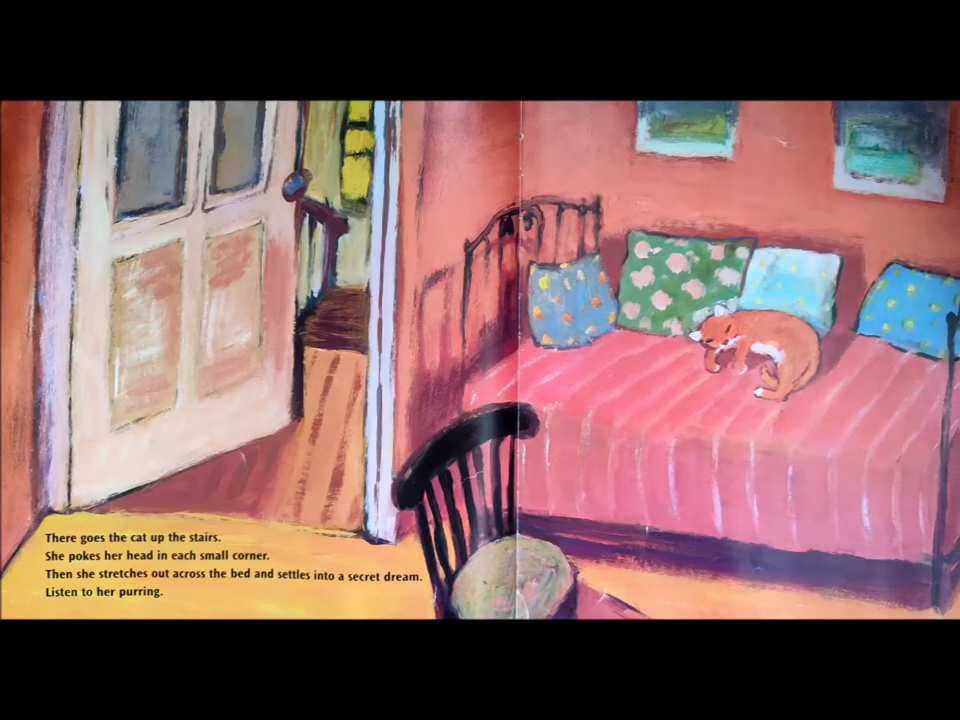 There goes the cat up the stairs.
She pokes her head in each small corner.
Then she stretches out across the bed and settles into a secret dream.
Listen to her purring.